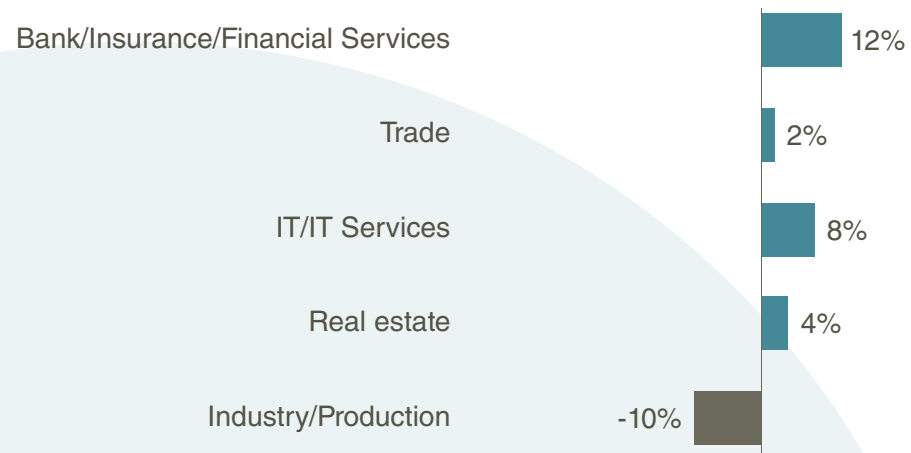 Bank/Insurance/Financial Services 12%
Trade 2%
IT/IT Services 8%
Real estate 4%
Industry/Production -10%